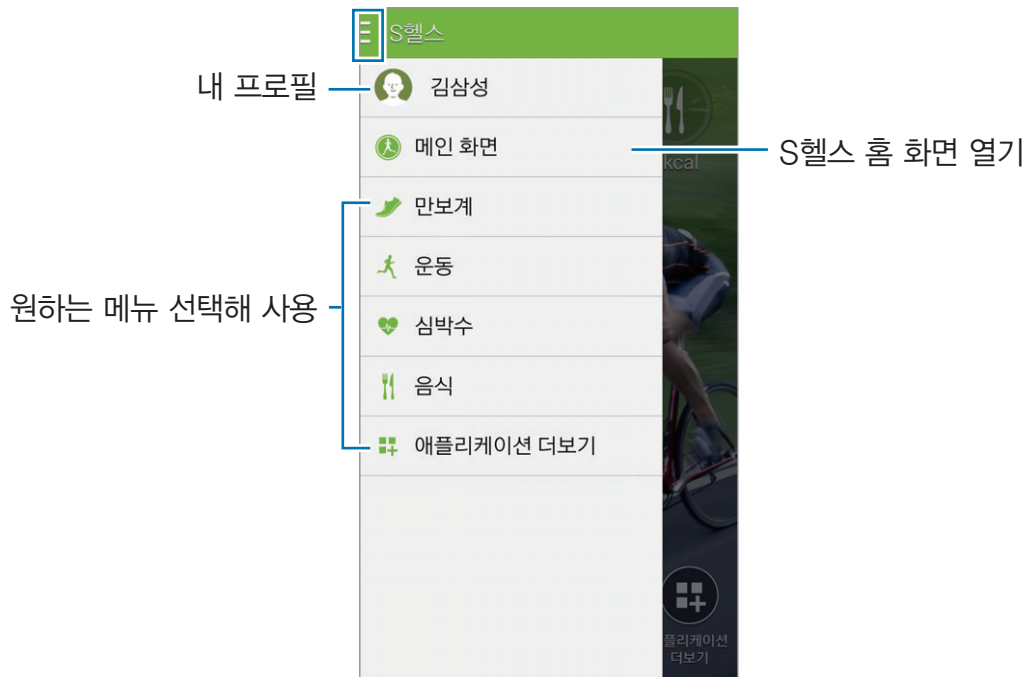 S헬스
내 프로필
김삼성
메인 화면
S헬스 홈 화면 열기
kcal
만보계
운동
원하는 메뉴 선택해 사용
심박수
음식
애플리케이션 더보기
플리케이션
더보기